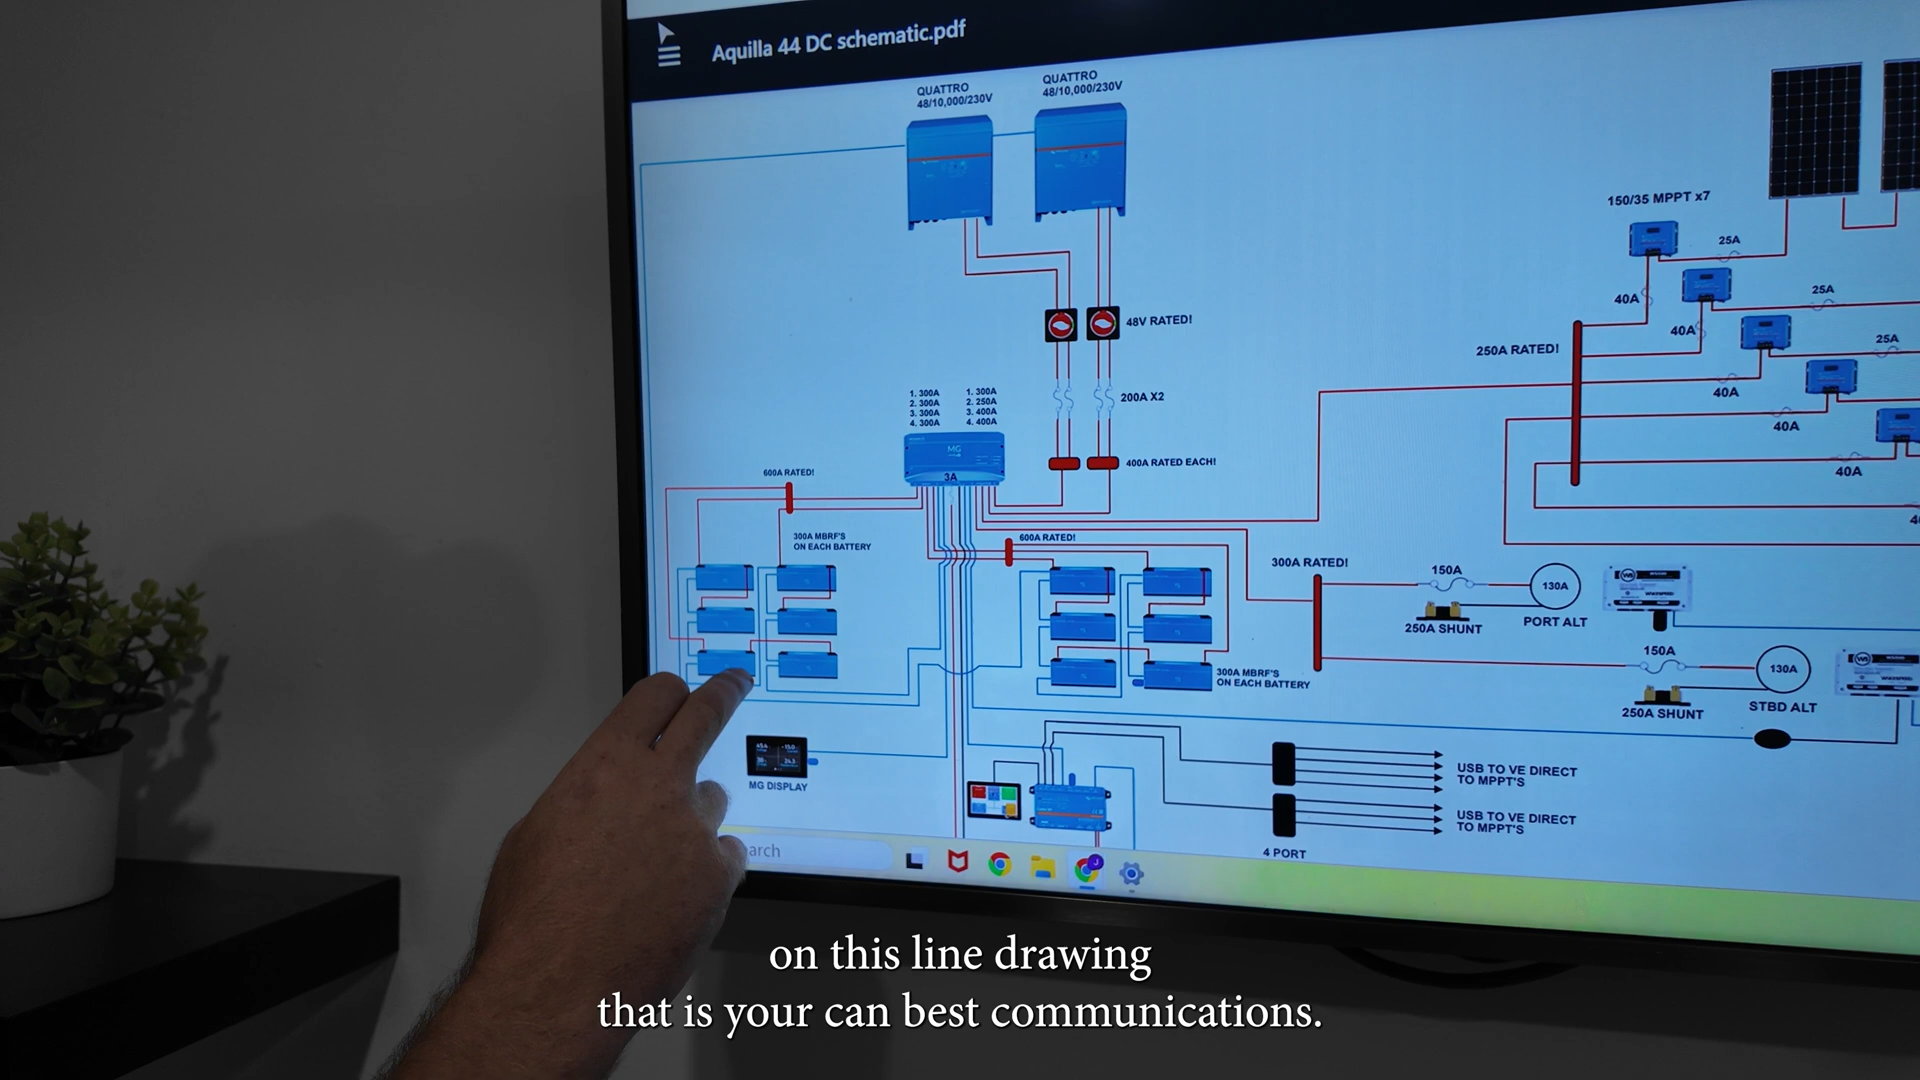 Aquilla 44 DC schematic.pdf
QUATTRO
48/10,000/230V
QUATTRO
48/10,000/230V
150/35 MPPT x7
25A
40A
25A
40A
48V RATED!
250A RATED!
25A
40A
1. 300A
2. 300A
3. 300A
4. 300A
1. 300A
2. 250A
3. 400A
4. 400A
200A X2
40A
MG
3A
400A RATED EACH!
40A
600A RATED!
300A MBRF'S
ON EACH BATTERY
600A RATED!
300A RATED!
150A
130A
250A SHUNT
PORT ALT
150A
130A
300A MBRF'S
ON EACH BATTERY
250A SHUNT
STBD ALT
MG DISPLAY
USB TO VE DIRECT
TO MPPT'S
USB TO VE DIRECT
TO MPPT'S
4 PORT
on this line drawing
that is your can best communications.